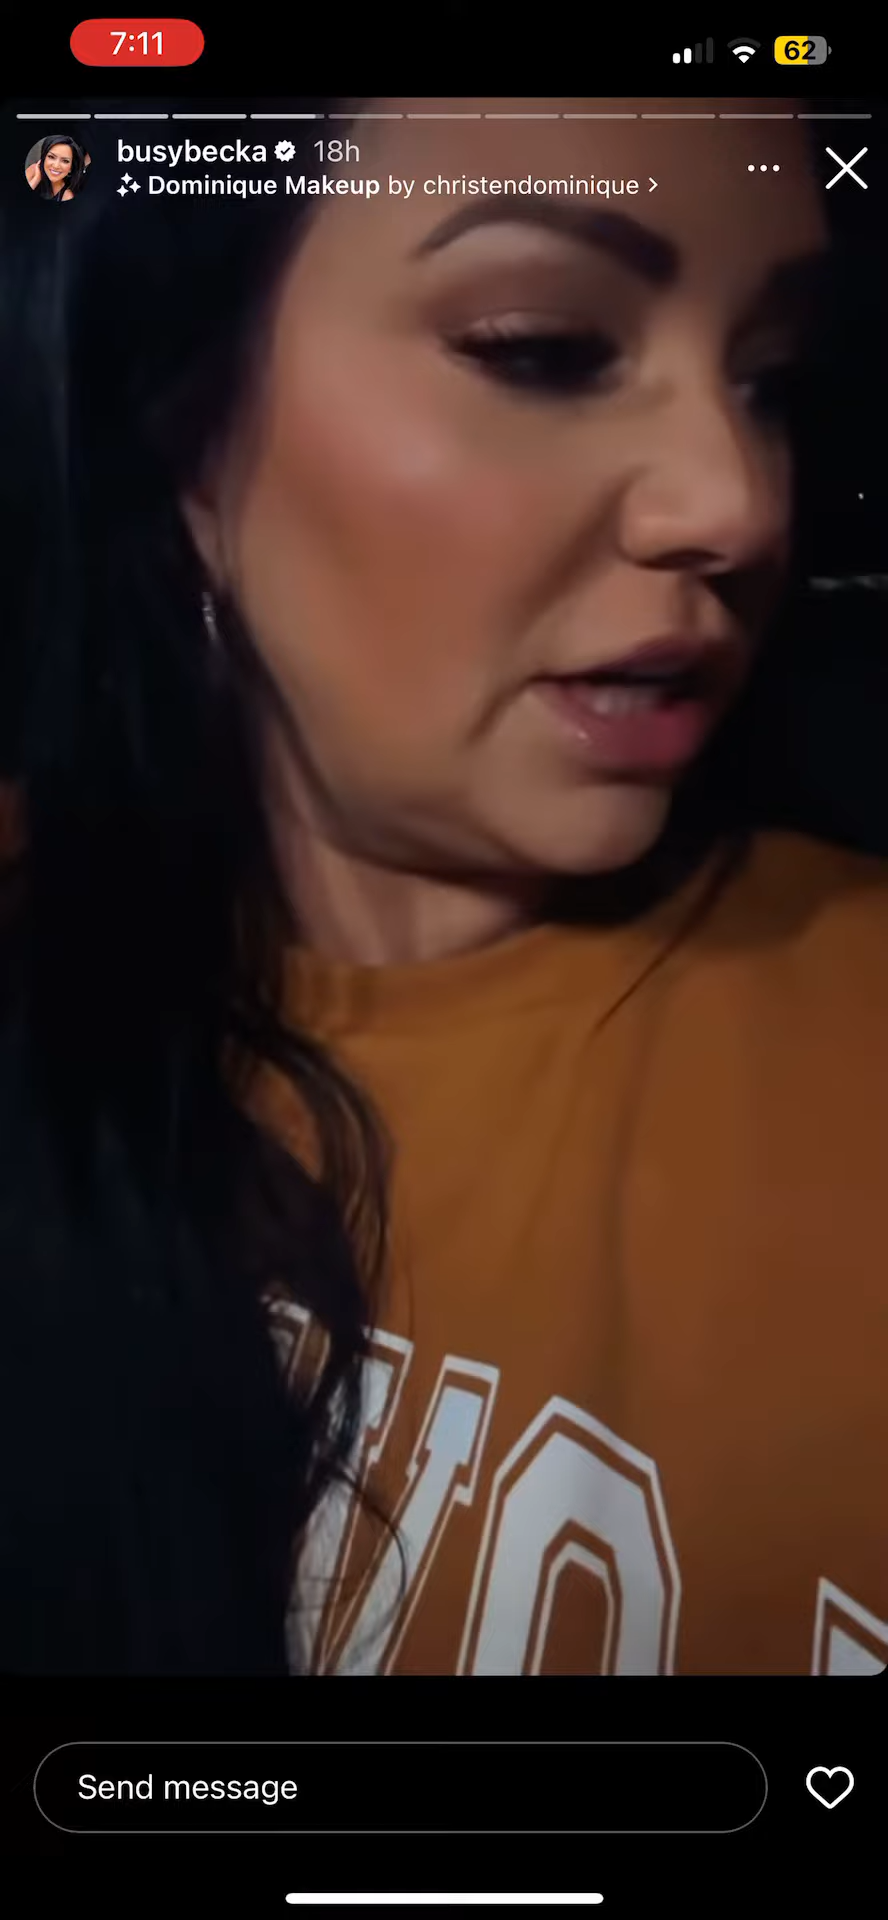 7:11
62
busybecka 18h
Dominique Makeup by christendominique >
Send message